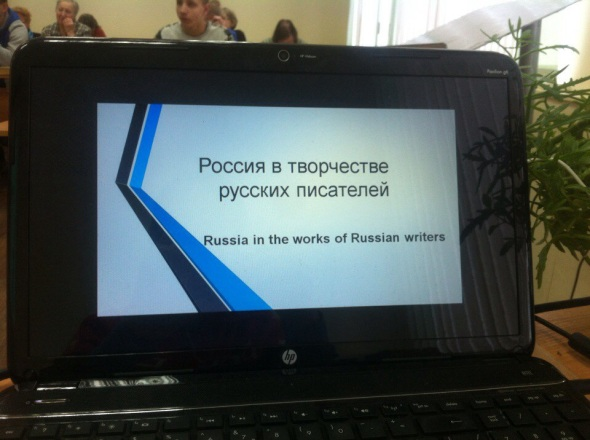 Россия в творчестве
русских писателей
Russia in the works of Russian writers
hp